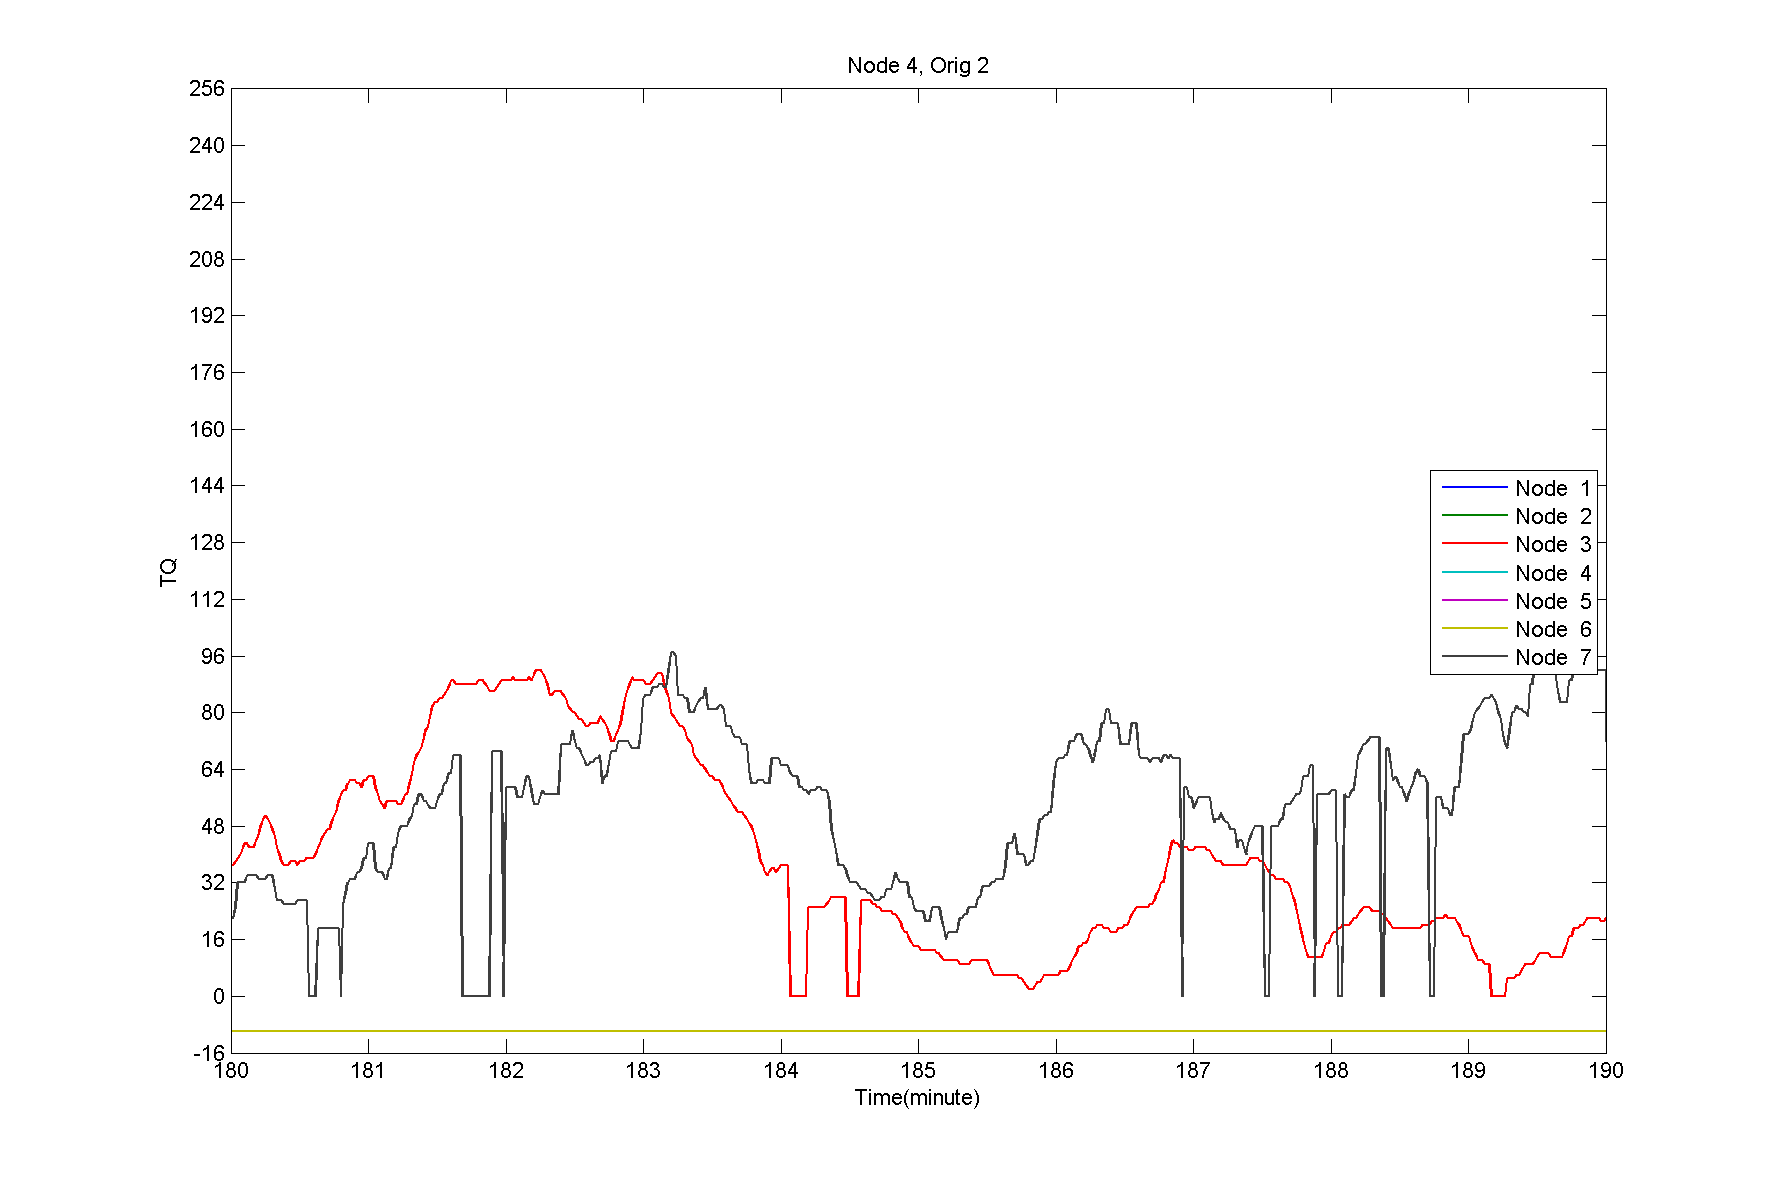 Node 4, Orig 2
256
240
224
208
192
176
160
144
128
112
96
80
64
48
32
16
0
-16
TQ
Node 1
Node 2
Node 3
Node 4
Node 5
Node 6
Node 7
180 181 182 183 184 185 186 187 188 189 190
Time(minute)